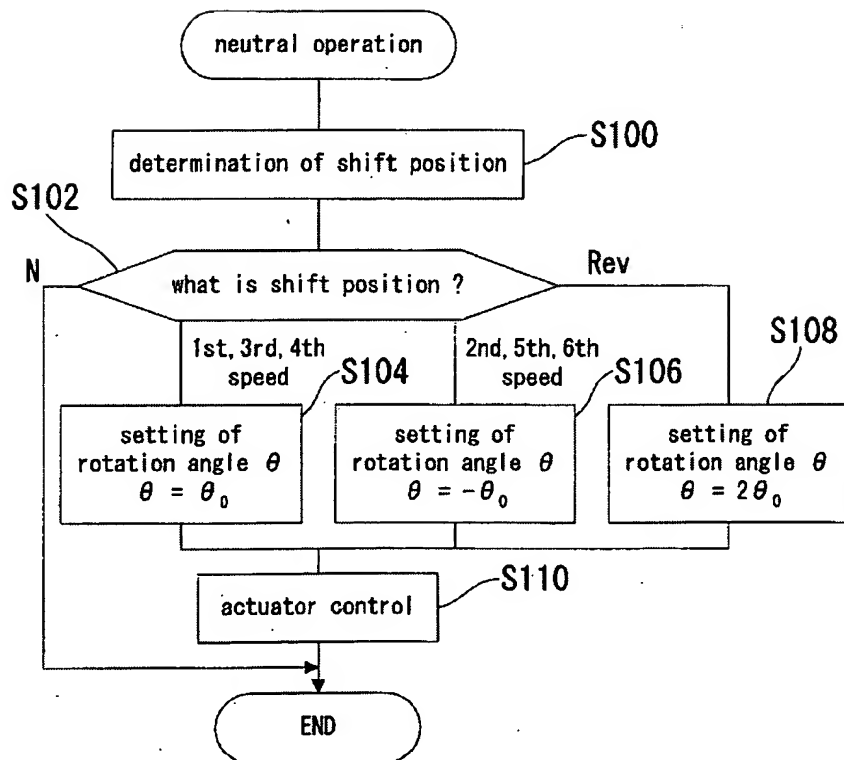 neutral operation
S100
determination of shift position
S102
N
what is shift position ?
Rev
1st, 3rd, 4th
speed
2nd, 5th, 6th
speed
S104
S106
S108
setting of
rotation angle θ
θ = θ₀
setting of
rotation angle θ
θ = -θ₀
setting of
rotation angle θ
θ = 2θ₀
S110
actuator control
END